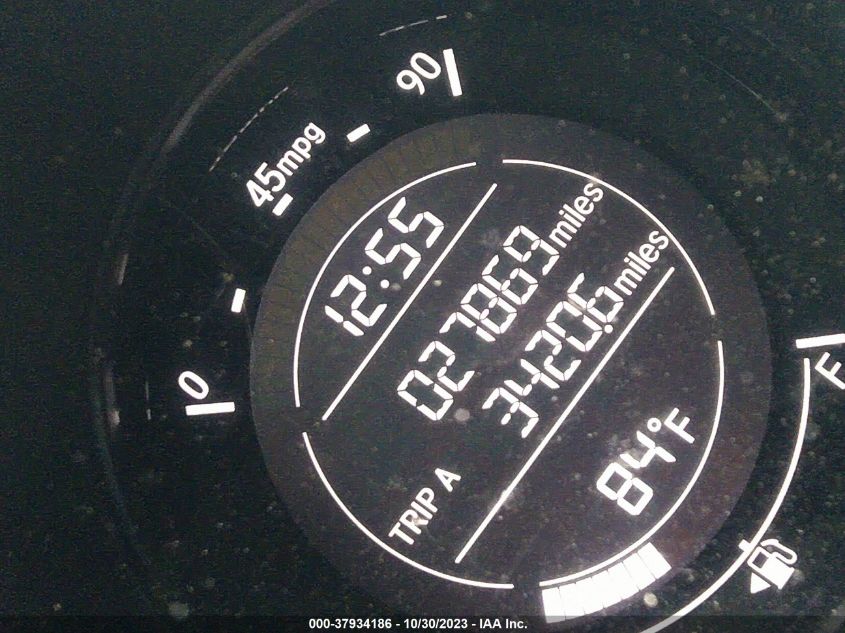 90
45mpg
0
12:55
027869 miles
3420.6 miles
TRIP A
84°F
F
000-37934186 - 10/30/2023 - IAA Inc.